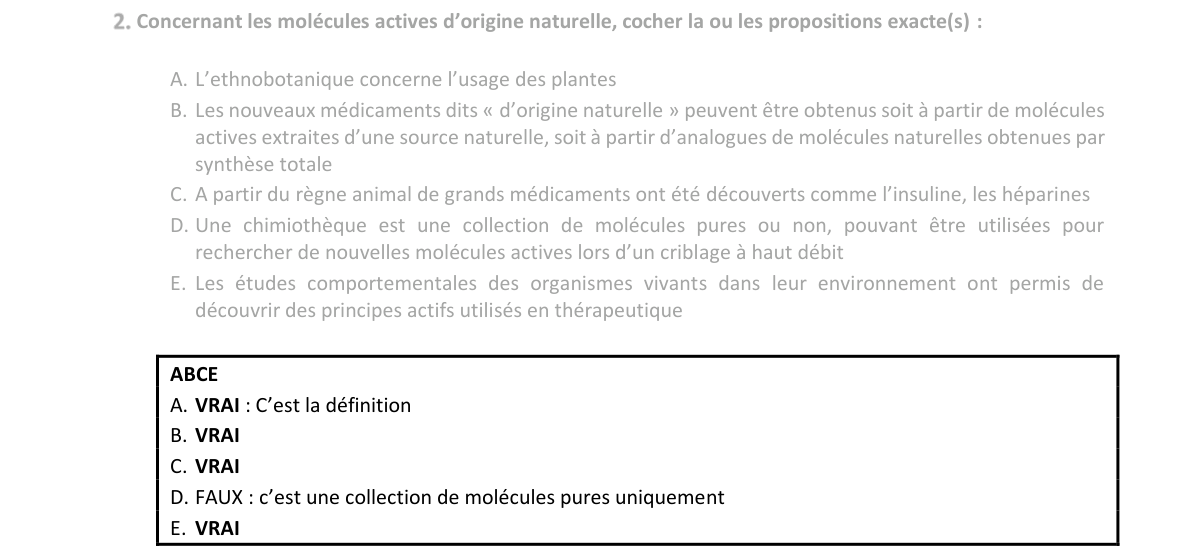 2. Concernant les molécules actives d’origine naturelle, cocher la ou les propositions exacte(s) :
A. L’ethnobotanique concerne l’usage des plantes
B. Les nouveaux médicaments dits « d’origine naturelle » peuvent être obtenus soit à partir de molécules
actives extraites d’une source naturelle, soit à partir d’analogues de molécules naturelles obtenues par
synthèse totale
C. A partir du règne animal de grands médicaments ont été découverts comme l’insuline, les héparines
D. Une chimiothèque est une collection de molécules pures ou non, pouvant être utilisées pour
rechercher de nouvelles molécules actives lors d’un criblage à haut débit
E. Les études comportementales des organismes vivants dans leur environnement ont permis de
découvrir des principes actifs utilisés en thérapeutique
ABCE
A. VRAI : C’est la définition
B. VRAI
C. VRAI
D. FAUX : c’est une collection de molécules pures uniquement
E. VRAI